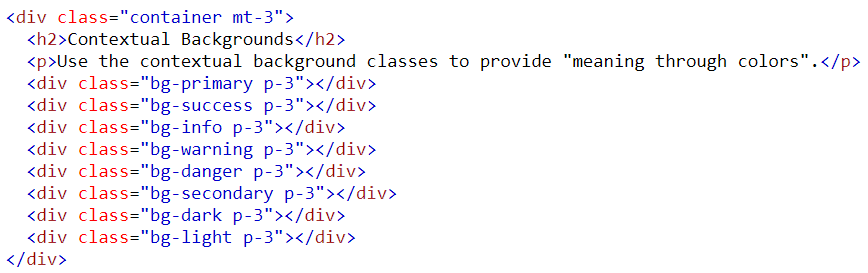 <div class="container mt-3">
  <h2>Contextual Backgrounds</h2>
  <p>Use the contextual background classes to provide "meaning through colors".</p>
  <div class="bg-primary p-3"></div>
  <div class="bg-success p-3"></div>
  <div class="bg-info p-3"></div>
  <div class="bg-warning p-3"></div>
  <div class="bg-danger p-3"></div>
  <div class="bg-secondary p-3"></div>
  <div class="bg-dark p-3"></div>
  <div class="bg-light p-3"></div>
</div>